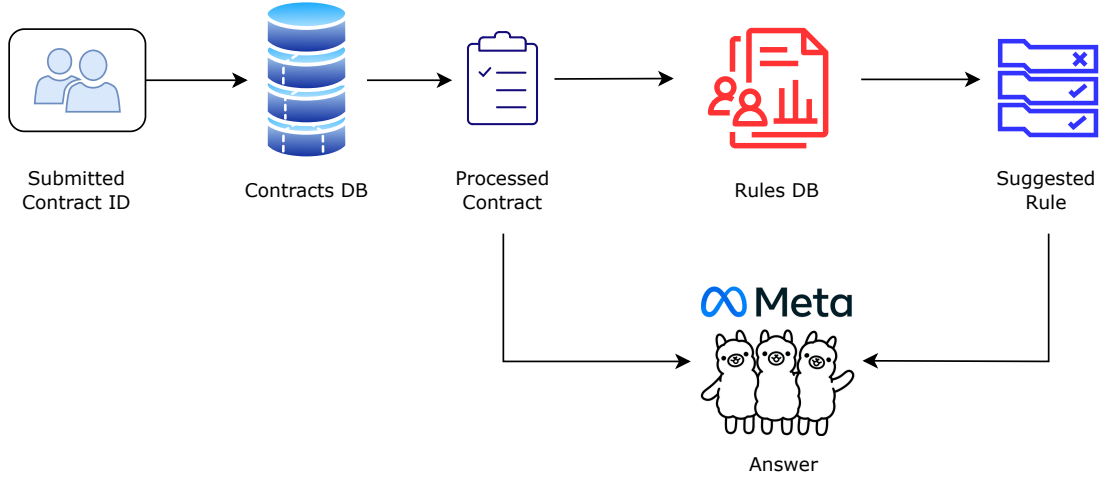 Submitted
Contract ID
Contracts DB
Processed
Contract
Rules DB
Suggested
Rule
Meta
Answer